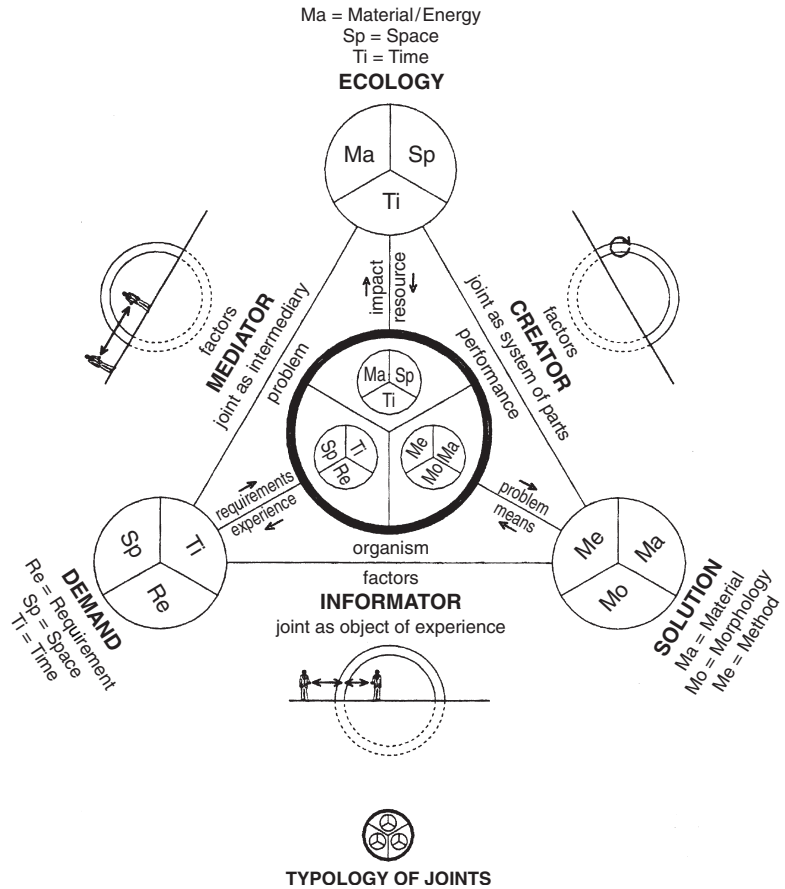 Ma = Material/Energy
Sp = Space
Ti = Time
ECOLOGY
Ma
Sp
Ti
factors
MEDIATOR
joint as intermediary
problem
impact
resource
factors
CREATOR
joint as system of parts
performance
Ma
Sp
Ti
Sp
Ti
Re
Me
Ma
Mo
requirements
experience
problem
means
organism
factors
INFORMATOR
joint as object of experience
Sp
Ti
Re
DEMAND
Re = Requirement
Sp = Space
Ti = Time
Me
Ma
Mo
SOLUTION
Ma = Material
Mo = Morphology
Me = Method
TYPOLOGY OF JOINTS